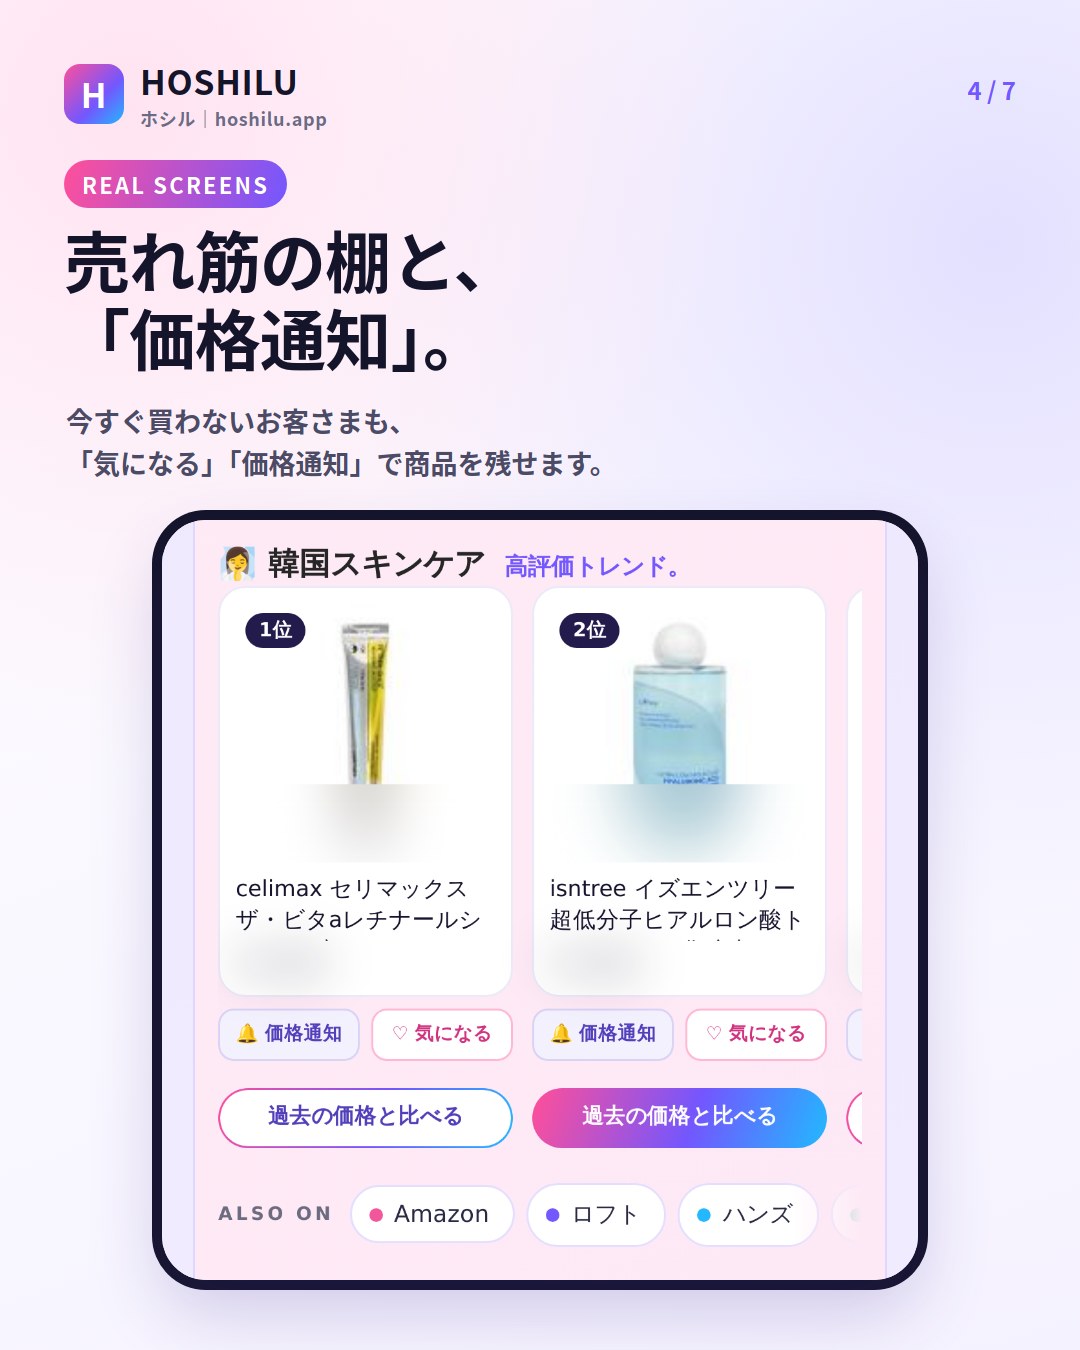 H
HOSHILU
ホシル｜hoshilu.app
4 / 7
REAL SCREENS
売れ筋の棚と、
「価格通知」。
今すぐ買わないお客さまも、
「気になる」「価格通知」で商品を残せます。
韓国スキンケア 高評価トレンド。
1位
2位
celimax セリマックス
ザ・ビタaレチナールシ
isntree イズエンツリー
超低分子ヒアルロン酸ト
価格通知 ♡ 気になる
価格通知 ♡ 気になる
過去の価格と比べる
過去の価格と比べる
ALSO ON Amazon ロフト ハンズ